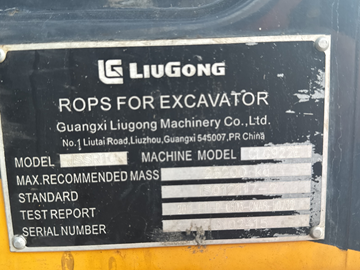 LG LIUGONG
ROPS FOR EXCAVATOR
Guangxi Liugong Machinery Co.,Ltd.
No.1 Liutai Road,Liuzhou,Guangxi 545007,PR China
MODEL MACHINE MODEL
MAX.RECOMMENDED MASS
STANDARD
TEST REPORT
SERIAL NUMBER